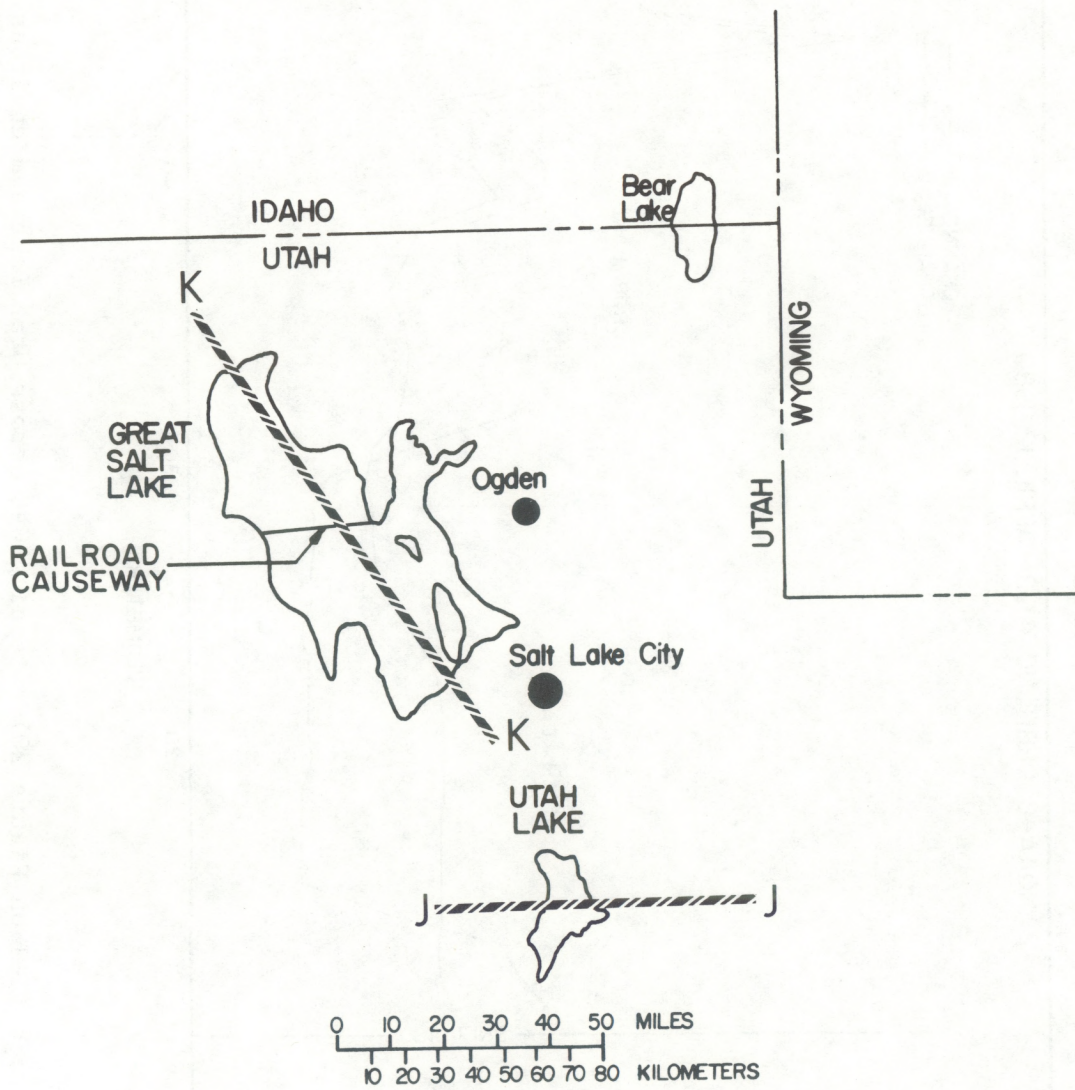 Bear
Lake
IDAHO
UTAH
K
WYOMING
UTAH
GREAT
SALT
LAKE
Ogden
RAILROAD
CAUSEWAY
Salt Lake City
K
UTAH
LAKE
J
J
0 10 20 30 40 50 MILES
10 20 30 40 50 60 70 80 KILOMETERS